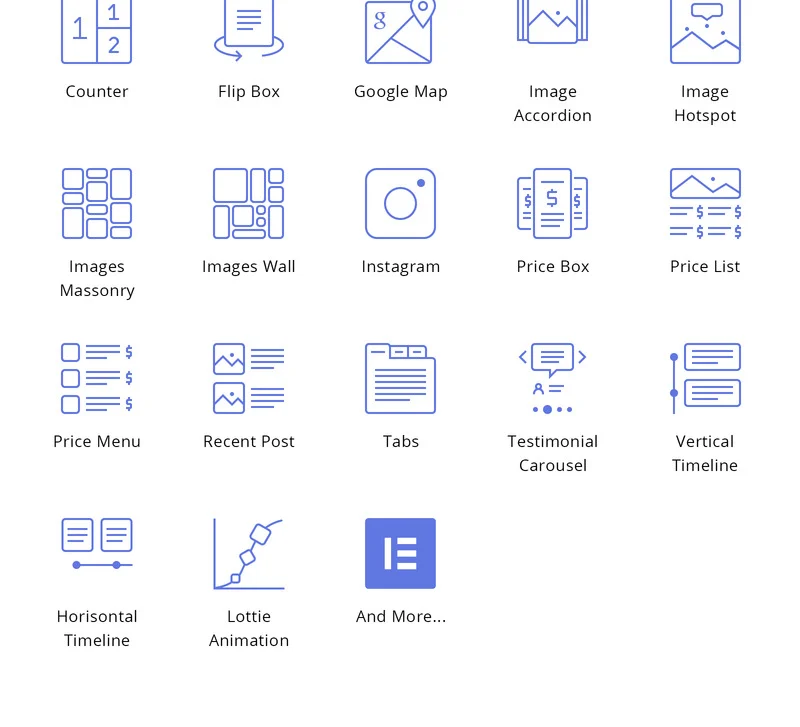 1
1
2
g
Counter
Flip Box
Google Map
Image
Accordion
Image
Hotspot
$ $ $
$ $
$ $
Images
Massonry
Images Wall
Instagram
Price Box
Price List
$
$
$
Price Menu
Recent Post
Tabs
Testimonial
Carousel
Vertical
Timeline
Horisontal
Timeline
Lottie
Animation
And More...